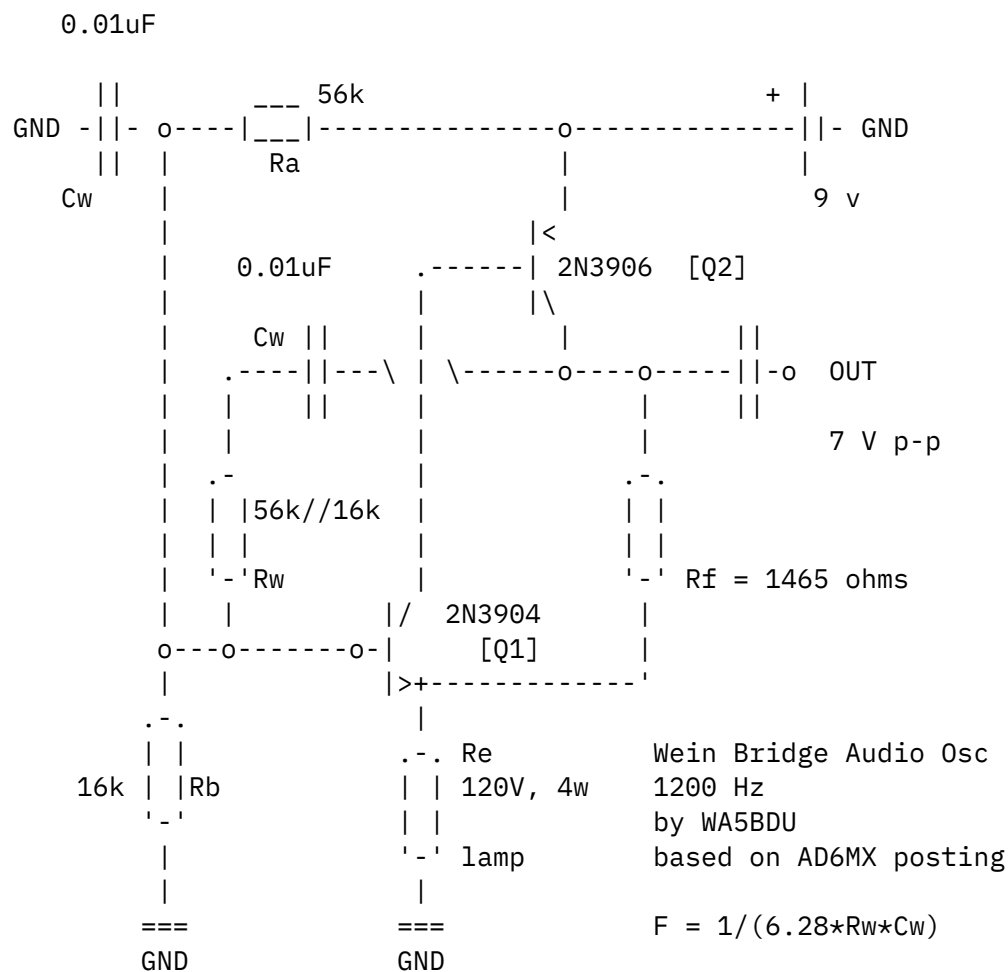 0.01uF
56k +
GND GND
Ra
Cw 9 v
0.01uF 2N3906 [Q2]
Cw
OUT
7 V p-p
56k//16k
Rw Rf = 1465 ohms
2N3904
[Q1]
Re Wein Bridge Audio Osc
16k Rb 120V, 4w 1200 Hz
by WA5BDU
lamp based on AD6MX posting
F = 1/(6.28*Rw*Cw)
GND GND